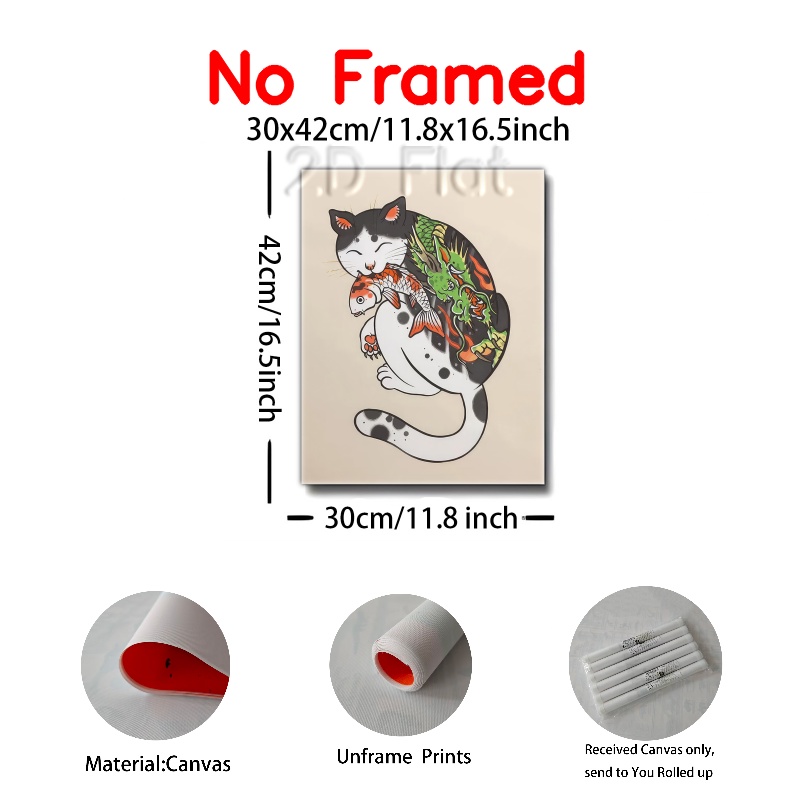 No Framed
30x42cm/11.8x16.5inch
2D Flat
42cm/16.5inch
30cm/11.8 inch
Material:Canvas
Unframe Prints
Received Canvas only,
send to You Rolled up